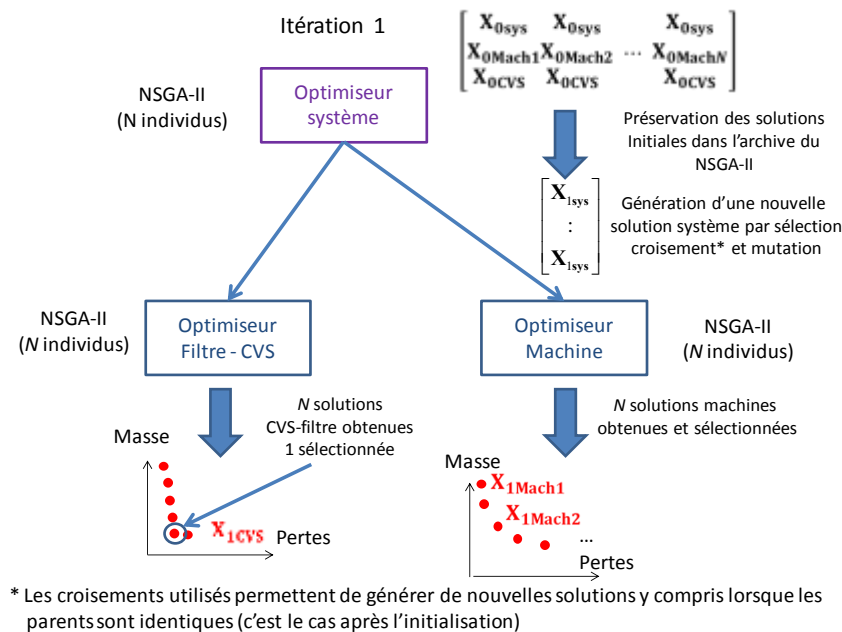 Itération 1
X0sys X0sys X0sys
X0Mach1 X0Mach2 ... X0MachN
X0CVS X0CVS X0CVS
NSGA-II
(N individus)
Optimiseur
système
Préservation des solutions
Initiales dans l'archive du
NSGA-II
X1sys
:
X1sys
Génération d'une nouvelle
solution système par sélection
croisement* et mutation
NSGA-II
(N individus)
Optimiseur
Filtre - CVS
Optimiseur
Machine
NSGA-II
(N individus)
N solutions
CVS-filtre obtenues
1 sélectionnée
N solutions machines
obtenues et sélectionnées
Masse
X1CVS
Pertes
Masse
X1Mach1
X1Mach2
...
Pertes
* Les croisements utilisés permettent de générer de nouvelles solutions y compris lorsque les
parents sont identiques (c'est le cas après l'initialisation)